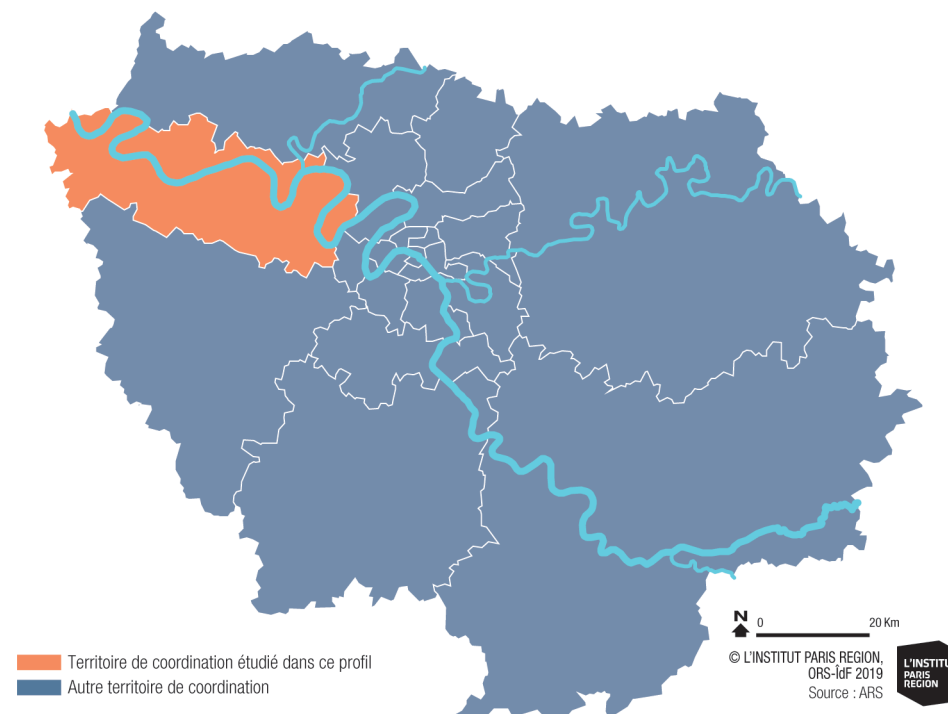 N
0 20 Km
Territoire de coordination étudié dans ce profil
Autre territoire de coordination
© L'INSTITUT PARIS REGION,
ORS-ÎdF 2019
Source : ARS
L'INSTITUT
PARIS
REGION